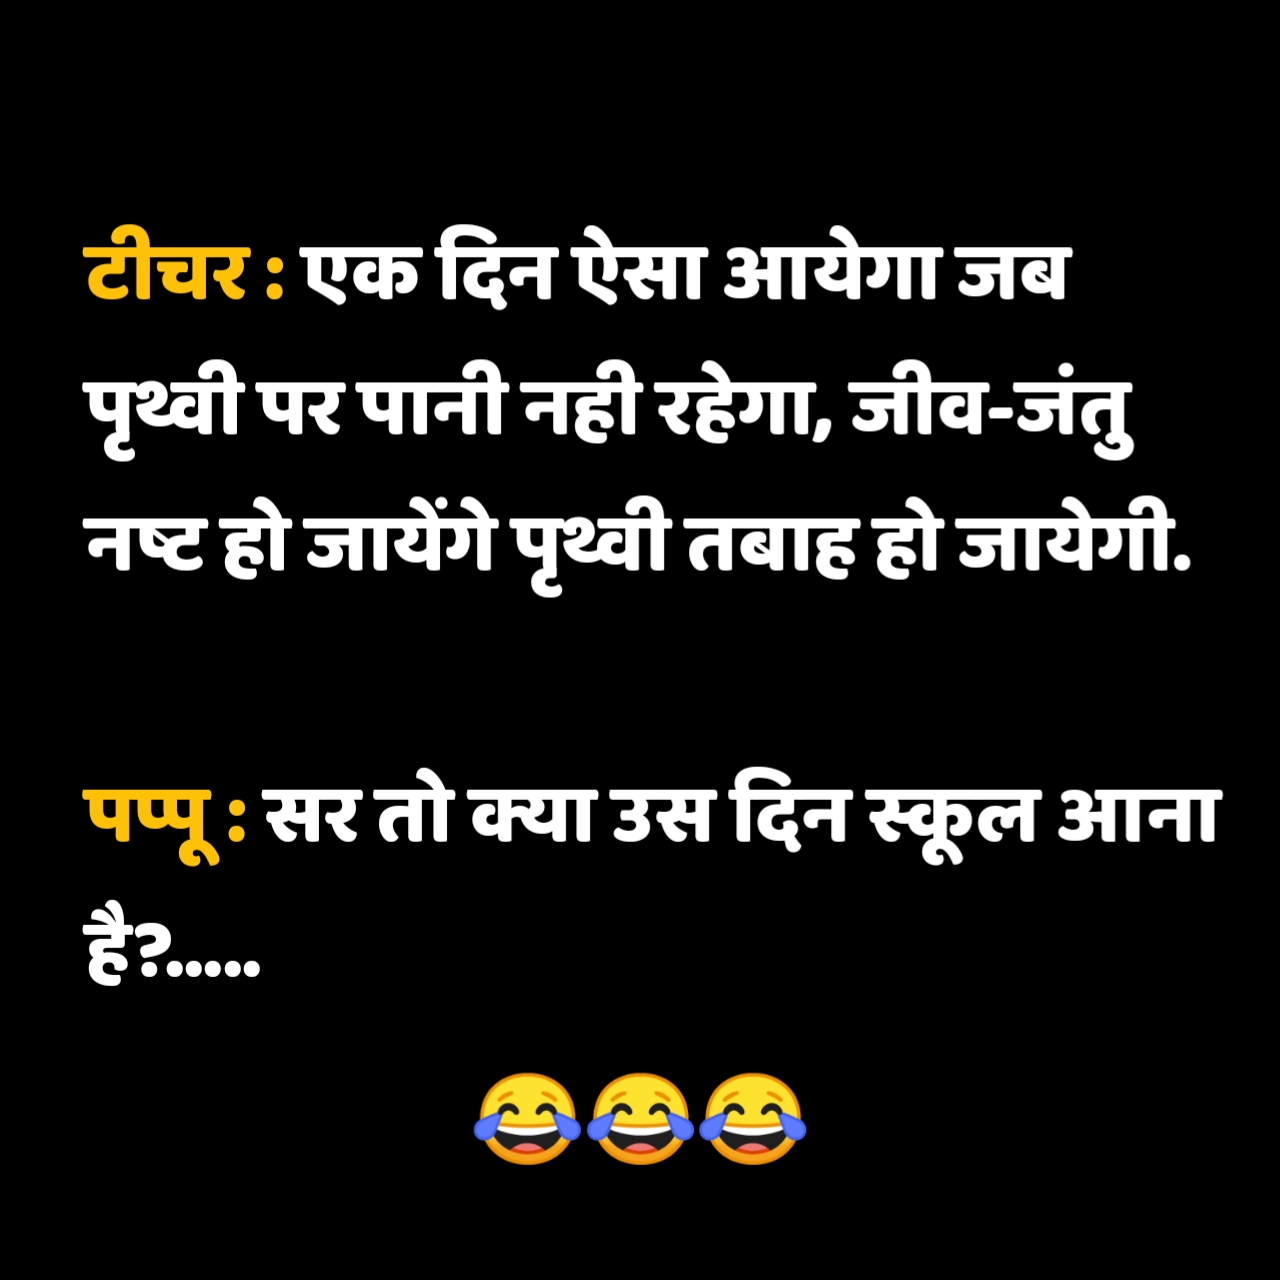 टीचर : एक दिन ऐसा आयेगा जब
पृथ्वी पर पानी नही रहेगा, जीव-जंतु
नष्ट हो जायेंगे पृथ्वी तबाह हो जायेगी.
पप्पू : सर तो क्या उस दिन स्कूल आना
है?.....
😂😂😂